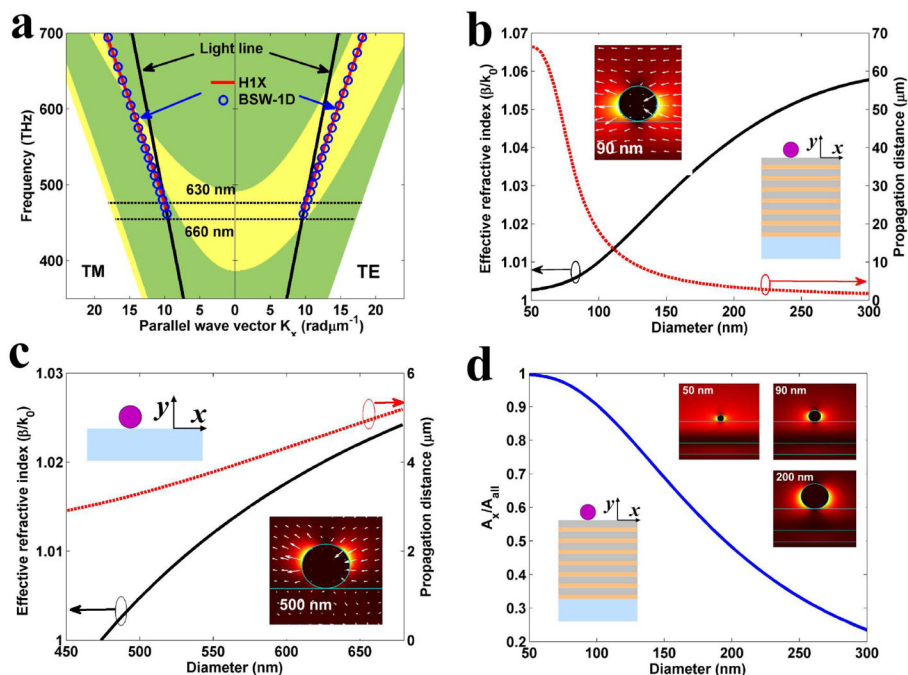 a
700
600
500
400
Frequency (THz)
Light line
H1X
BSW-1D
630 nm
660 nm
TM
TE
20 15 10 5 0 5 10 15 20
Parallel wave vector Kₓ (radμm⁻¹)
b
1.07
1.06
1.05
1.04
1.03
1.02
1.01
1
Effective refractive index (β/k₀)
90 nm
y
x
70
60
50
40
30
20
10
0
Propagation distance (μm)
50 100 150 200 250 300
Diameter (nm)
c
1.03
1.02
1.01
1
Effective refractive index (β/k₀)
y
x
500 nm
6
4
2
0
Propagation distance (μm)
450 500 550 600 650
Diameter (nm)
d
1
0.9
0.8
0.7
0.6
0.5
0.4
0.3
0.2
Aₓ/Aₐₗₗ
50 nm
90 nm
200 nm
y
x
50 100 150 200 250 300
Diameter (nm)